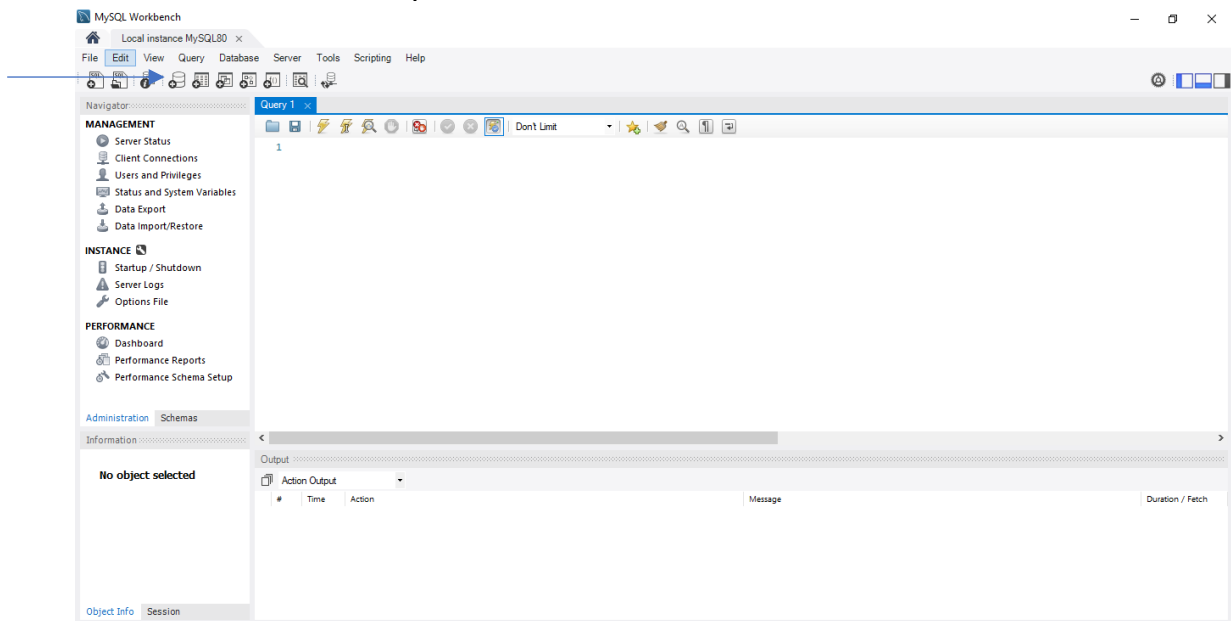 MySQL Workbench
Local instance MySQL80
File Edit View Query Database Server Tools Scripting Help
Navigator
Query 1
MANAGEMENT
Server Status
Client Connections
Users and Privileges
Status and System Variables
Data Export
Data Import/Restore
INSTANCE
Startup / Shutdown
Server Logs
Options File
PERFORMANCE
Dashboard
Performance Reports
Performance Schema Setup
Administration Schemas
Information
No object selected
Object Info Session
Don't Limit
1
Output
Action Output
# Time Action Message Duration / Fetch